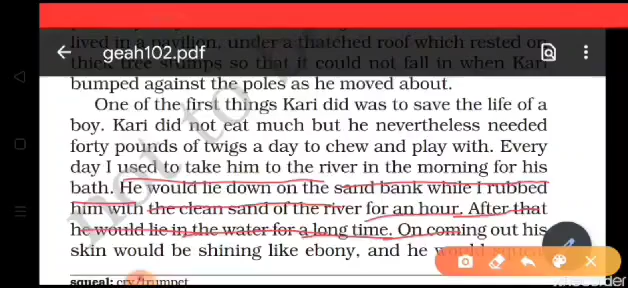 geah102.pdf
lived in a pavilion, under a thatched roof which rested on
thick tree stumps so that it could not fall in when Kari
bumped against the poles as he moved about.
One of the first things Kari did was to save the life of a
boy. Kari did not eat much but he nevertheless needed
forty pounds of twigs a day to chew and play with. Every
day I used to take him to the river in the morning for his
bath. He would lie down on the sand bank while I rubbed
him with the clean sand of the river for an hour. After that
he would lie in the water for a long time. On coming out his
skin would be shining like ebony, and he would squeal
squeal: cry/trumpet
not to